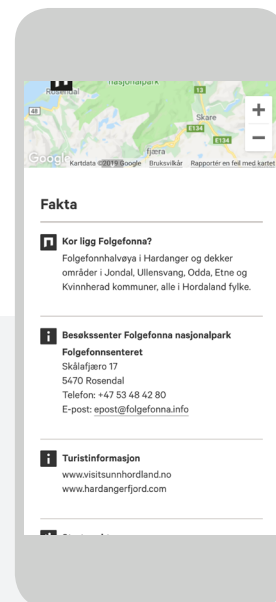 nasjonalpark
Rosendal
13
48
Skare
E134
E134
fjæra
+
−
Google
Kartdata ©2019 Google Bruksvilkår Rapportér en feil med kartet
Fakta
Kor ligg Folgefonna?
Folgefonnhalvøya i Hardanger og dekker
områder i Jondal, Ullensvang, Odda, Etne og
Kvinnherad kommuner, alle i Hordaland fylke.
i Besøkssenter Folgefonna nasjonalpark
Folgefonnsenteret
Skålafjæro 17
5470 Rosendal
Telefon: +47 53 48 42 80
E-post: epost@folgefonna.info
i Turistinformasjon
www.visitsunnhordland.no
www.hardangerfjord.com